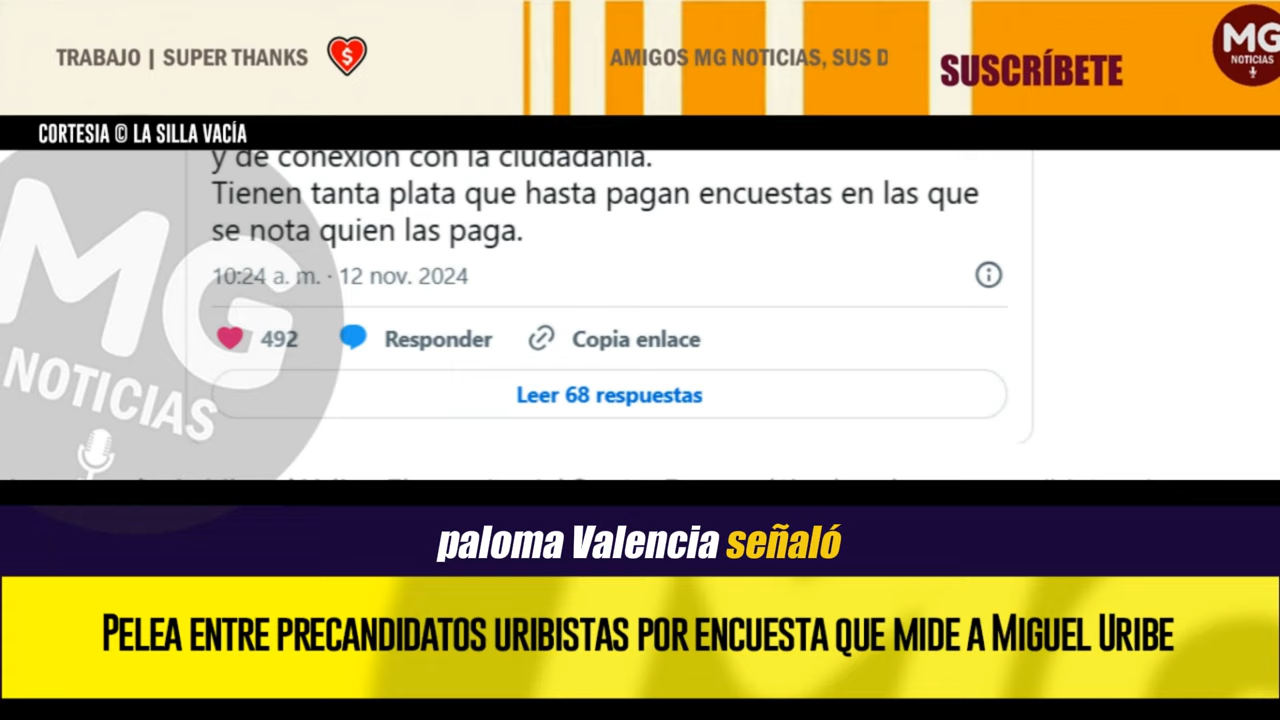 TRABAJO | SUPER THANKS
AMIGOS MG NOTICIAS, SUS D
SUSCRÍBETE
MG
NOTICIAS
CORTESIA © LA SILLA VACÍA
y de conexión con la ciudadanía.
Tienen tanta plata que hasta pagan encuestas en las que
se nota quien las paga.
10:24 a. m. · 12 nov. 2024
492 Responder Copia enlace
Leer 68 respuestas
MG
NOTICIAS
paloma Valencia señaló
PELEA ENTRE PRECANDIDATOS URIBISTAS POR ENCUESTA QUE MIDE A MIGUEL URIBE